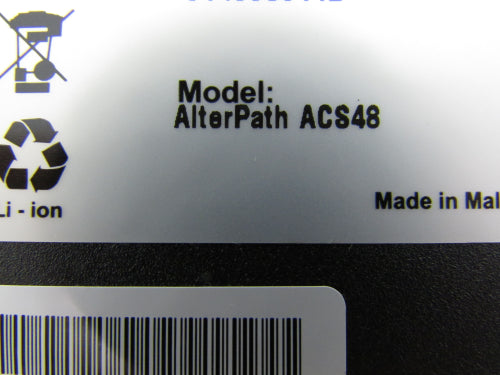 Model:
AlterPath ACS48
Li - ion
Made in Mal